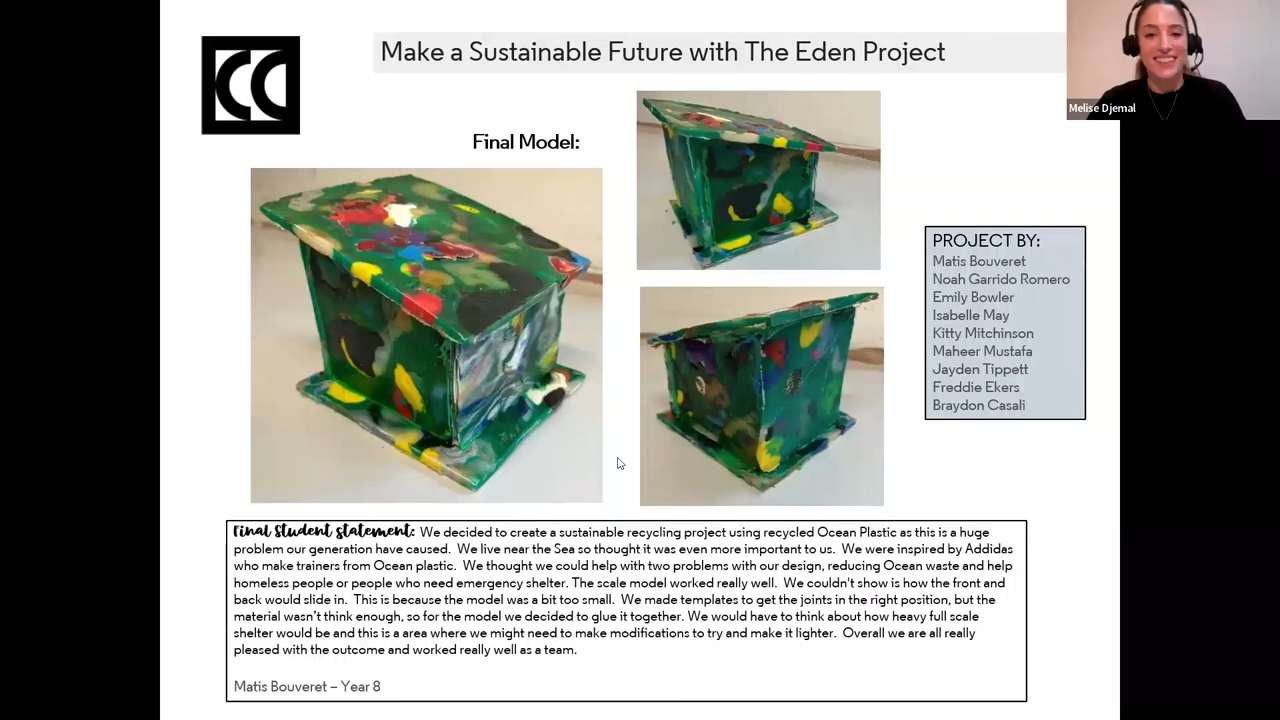 Make a Sustainable Future with The Eden Project
Melise Djemal
CC
Final Model:
PROJECT BY:
Matis Bouveret
Noah Garrido Romero
Emily Bowler
Isabelle May
Kitty Mitchinson
Maheer Mustafa
Jayden Tippett
Freddie Ekers
Braydon Casali
Final Student statement: We decided to create a sustainable recycling project using recycled Ocean Plastic as this is a huge
problem our generation have caused. We live near the Sea so thought it was even more important to us. We were inspired by Addidas
who make trainers from Ocean plastic. We thought we could help with two problems with our design, reducing Ocean waste and help
homeless people or people who need emergency shelter. The scale model worked really well. We couldn't show is how the front and
back would slide in. This is because the model was a bit too small. We made templates to get the joints in the right position, but the
material wasn't think enough, so for the model we decided to glue it together. We would have to think about how heavy full scale
shelter would be and this is a area where we might need to make modifications to try and make it lighter. Overall we are all really
pleased with the outcome and worked really well as a team.
Matis Bouveret – Year 8